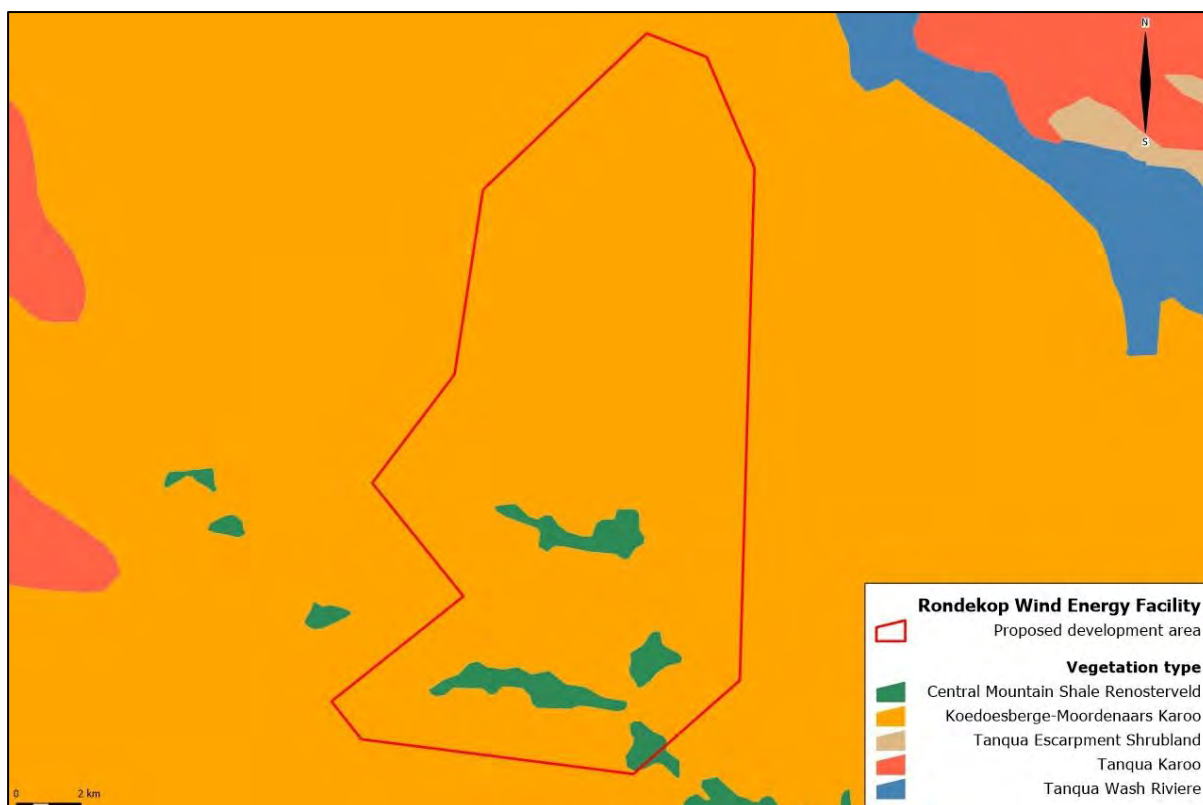 N
S
Rondekop Wind Energy Facility
Proposed development area
Vegetation type
Central Mountain Shale Renosterveld
Koedoesberge-Moordenaars Karoo
Tanqua Escarpment Shrubland
Tanqua Karoo
Tanqua Wash Riviere
0 2 km